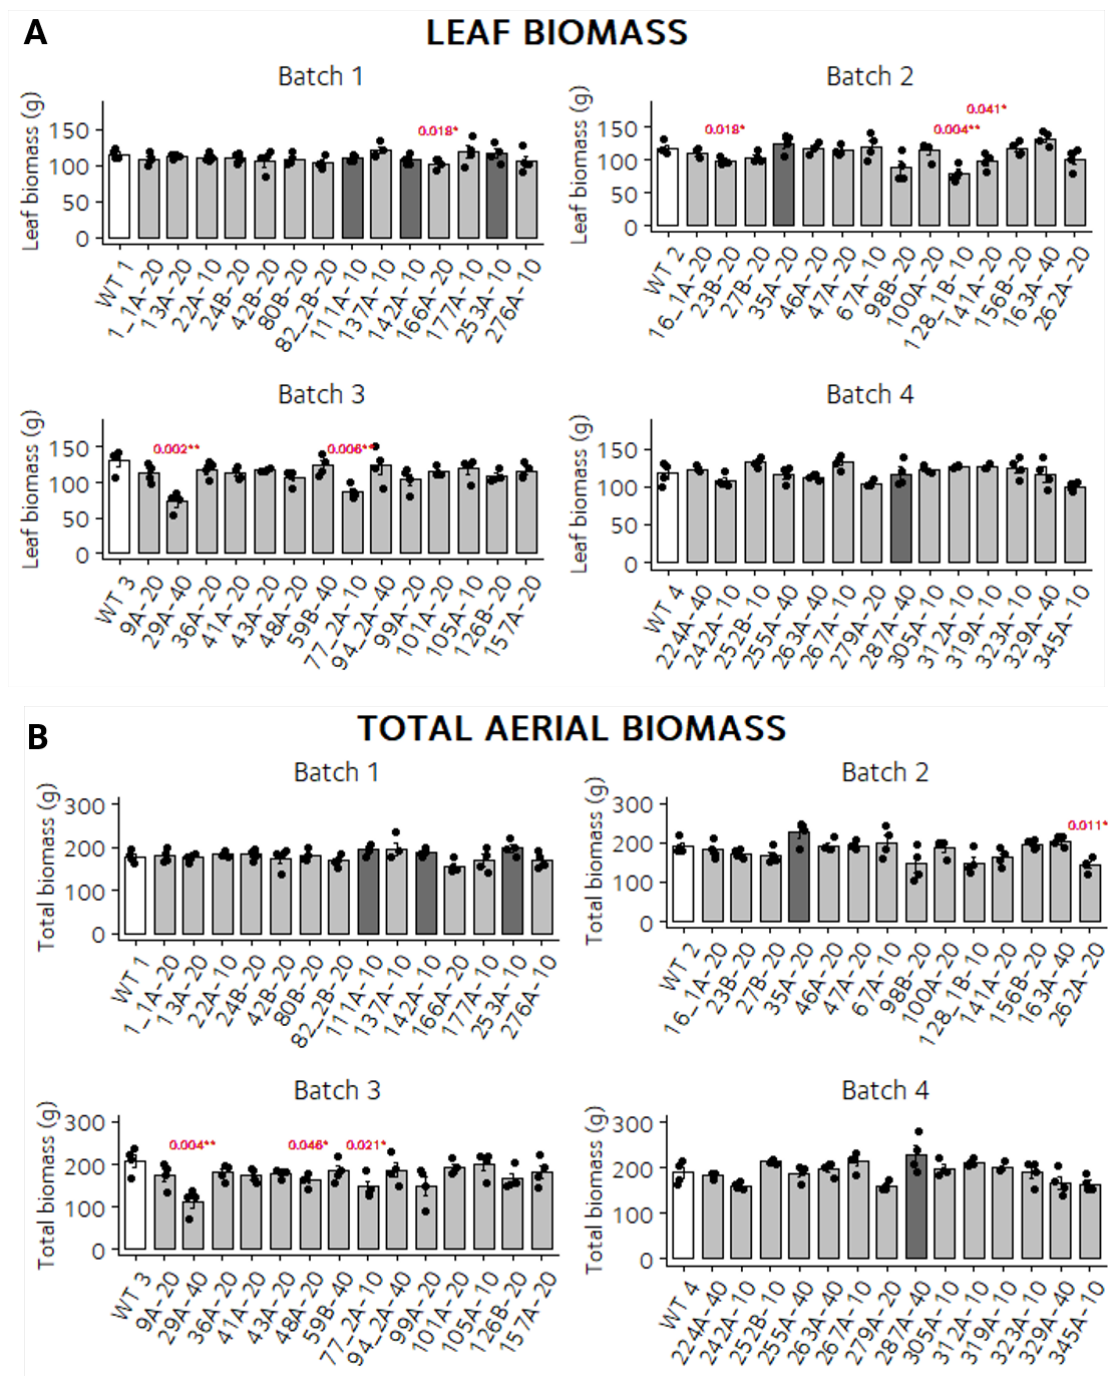 A
LEAF BIOMASS
Batch 1
Leaf biomass (g)
150
100
50
0
0.018*
WT 1
1_1A-20
13A-20
22A-10
24B-20
42B-20
80B-20
82_2B-20
111A-10
137A-10
142A-10
166A-20
177A-10
253A-10
276A-10
Batch 2
Leaf biomass (g)
150
100
50
0
0.018*
0.004**
0.041*
WT 2
16_1A-20
23B-20
27B-20
35A-20
46A-20
47A-20
67A-10
98B-20
100A-20
128_1B-10
141A-20
156B-20
163A-40
262A-20
Batch 3
Leaf biomass (g)
150
100
50
0
0.002**
0.006**
WT 3
9A-20
29A-40
36A-20
41A-20
43A-20
48A-20
59B-40
77_2A-10
94_2A-40
99A-20
101A-20
105A-10
126B-20
157A-20
Batch 4
Leaf biomass (g)
150
100
50
0
WT 4
224A-40
242A-10
252B-10
255A-40
263A-40
267A-10
279A-20
287A-40
305A-10
312A-10
319A-10
323A-10
329A-40
345A-10
B
TOTAL AERIAL BIOMASS
Batch 1
Total biomass (g)
300
200
100
0
WT 1
1_1A-20
13A-20
22A-10
24B-20
42B-20
80B-20
82_2B-20
111A-10
137A-10
142A-10
166A-20
177A-10
253A-10
276A-10
Batch 2
Total biomass (g)
300
200
100
0
0.011*
WT 2
16_1A-20
23B-20
27B-20
35A-20
46A-20
47A-20
67A-10
98B-20
100A-20
128_1B-10
141A-20
156B-20
163A-40
262A-20
Batch 3
Total biomass (g)
300
200
100
0
0.004**
0.046*
0.021*
WT 3
9A-20
29A-40
36A-20
41A-20
43A-20
48A-20
59B-40
77_2A-10
94_2A-40
99A-20
101A-20
105A-10
126B-20
157A-20
Batch 4
Total biomass (g)
300
200
100
0
WT 4
224A-40
242A-10
252B-10
255A-40
263A-40
267A-10
279A-20
287A-40
305A-10
312A-10
319A-10
323A-10
329A-40
345A-10